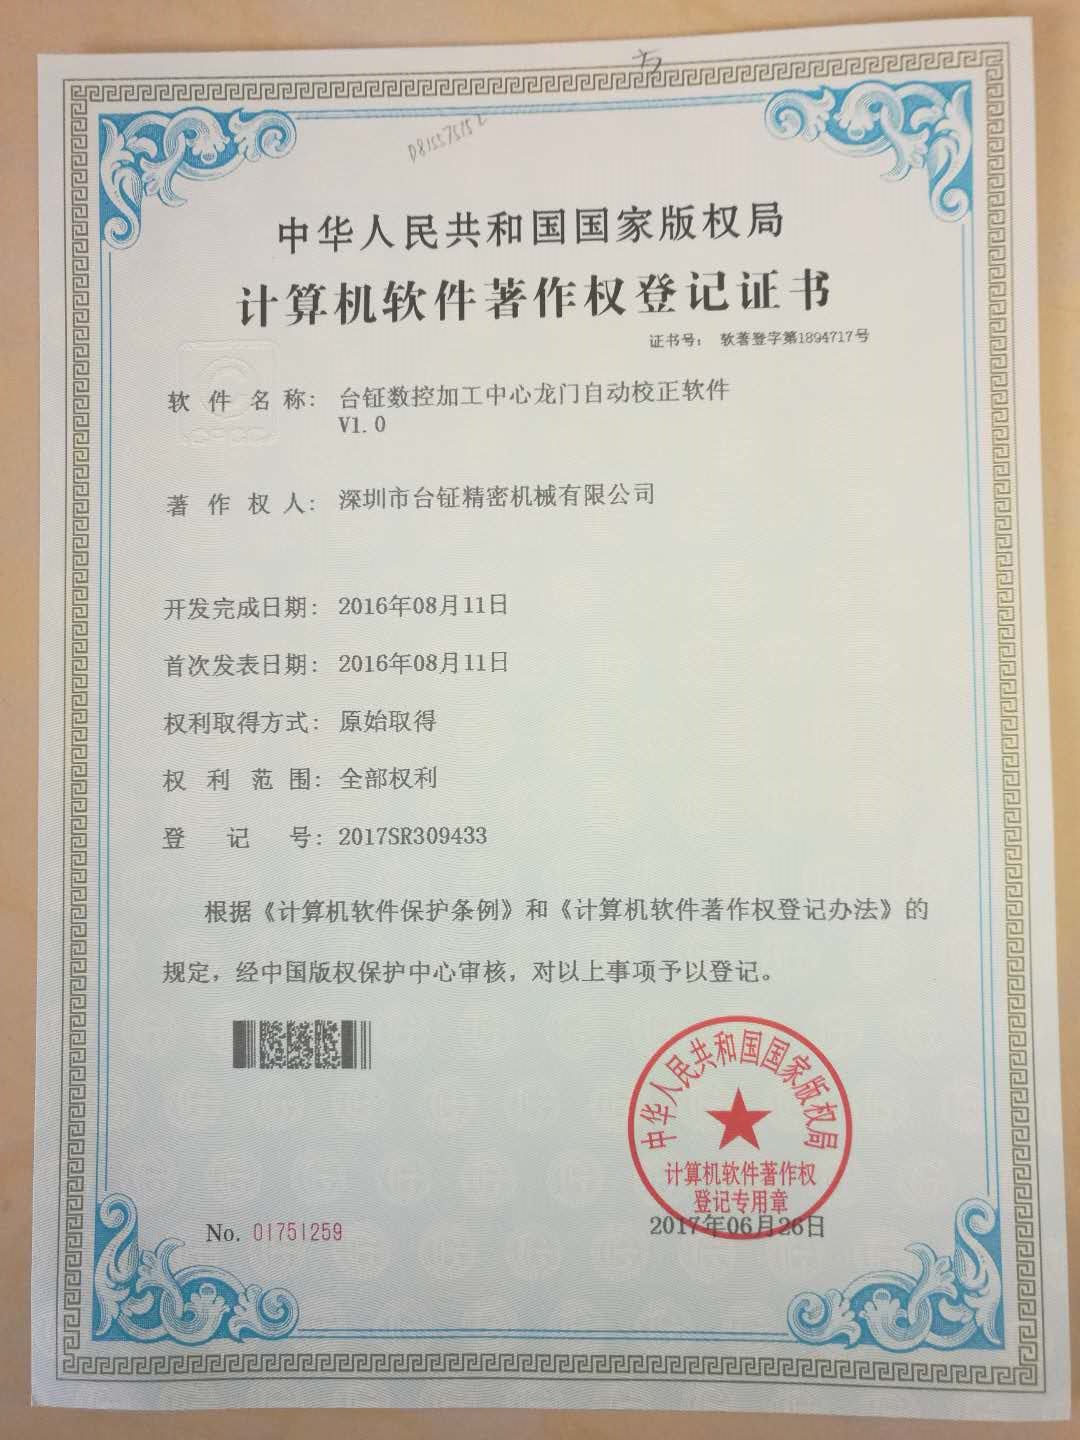 中华人民共和国国家版权局
计算机软件著作权登记证书
证书号: 软著登字第1894717号
软件名称: 台钲数控加工中心龙门自动校正软件
V1.0
著作权人: 深圳市台钲精密机械有限公司
开发完成日期: 2016年08月11日
首次发表日期: 2016年08月11日
权利取得方式: 原始取得
权利范围: 全部权利
登记号: 2017SR309433
根据《计算机软件保护条例》和《计算机软件著作权登记办法》的
规定，经中国版权保护中心审核，对以上事项予以登记。
中华人民共和国国家版权局
计算机软件著作权
登记专用章
2017年06月26日
No. 01751259